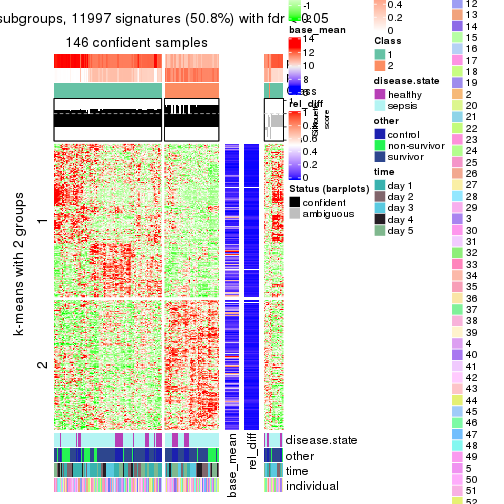 subgroups, 11997 signatures (50.8%) with fdr < 0.05
146 confident samples
k-means with 2 groups
1
2
-1
base_mean
14
12
10
8
6
rel_diff
1
0.8
0.6
0.4
0.2
0
Status (barplots)
confident
ambiguous
score
0.4
0.2
0
Class
1
2
disease.state
healthy
sepsis
other
control
non-survivor
survivor
time
day 1
day 2
day 3
day 4
day 5
12
13
14
15
16
17
18
19
2
20
21
22
23
24
25
26
27
28
29
3
30
31
32
33
34
35
36
37
38
39
4
40
41
42
43
44
45
46
47
48
49
5
50
51
52
disease.state
other
time
individual
base_mean
rel_diff